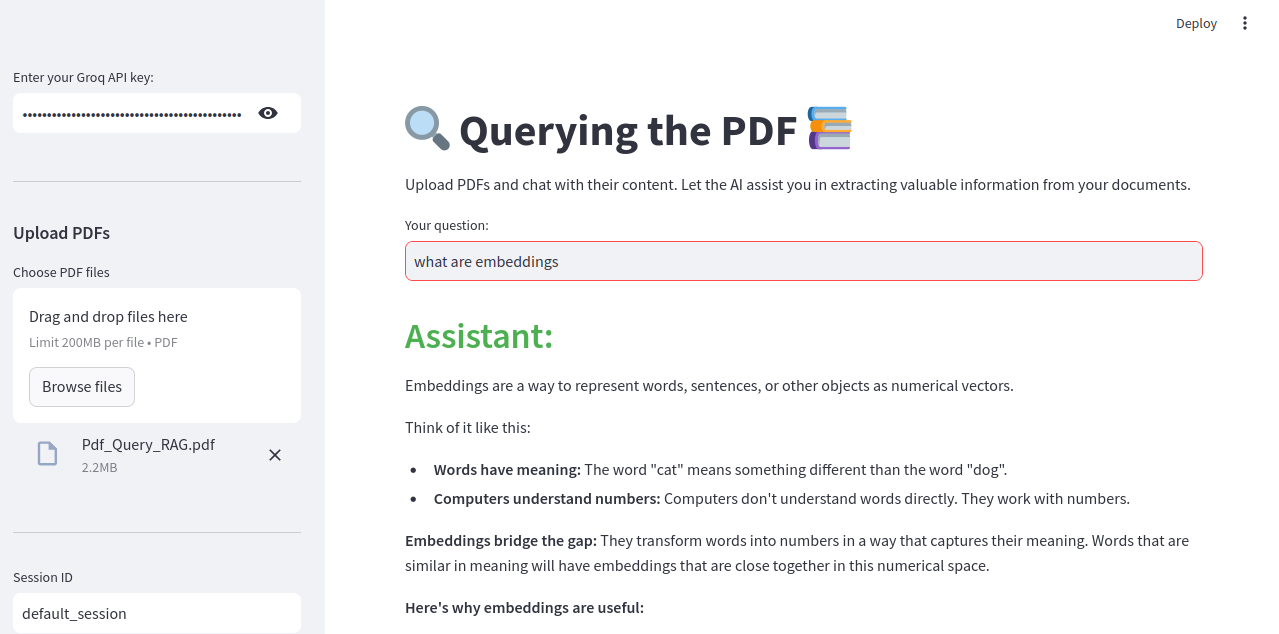 Deploy
Enter your Groq API key:
Upload PDFs
Choose PDF files
Drag and drop files here
Limit 200MB per file • PDF
Browse files
Pdf_Query_RAG.pdf
2.2MB
Session ID
default_session
Querying the PDF
Upload PDFs and chat with their content. Let the AI assist you in extracting valuable information from your documents.
Your question:
what are embeddings
Assistant:
Embeddings are a way to represent words, sentences, or other objects as numerical vectors.
Think of it like this:
• Words have meaning: The word "cat" means something different than the word "dog".
• Computers understand numbers: Computers don't understand words directly. They work with numbers.
Embeddings bridge the gap: They transform words into numbers in a way that captures their meaning. Words that are
similar in meaning will have embeddings that are close together in this numerical space.
Here's why embeddings are useful: